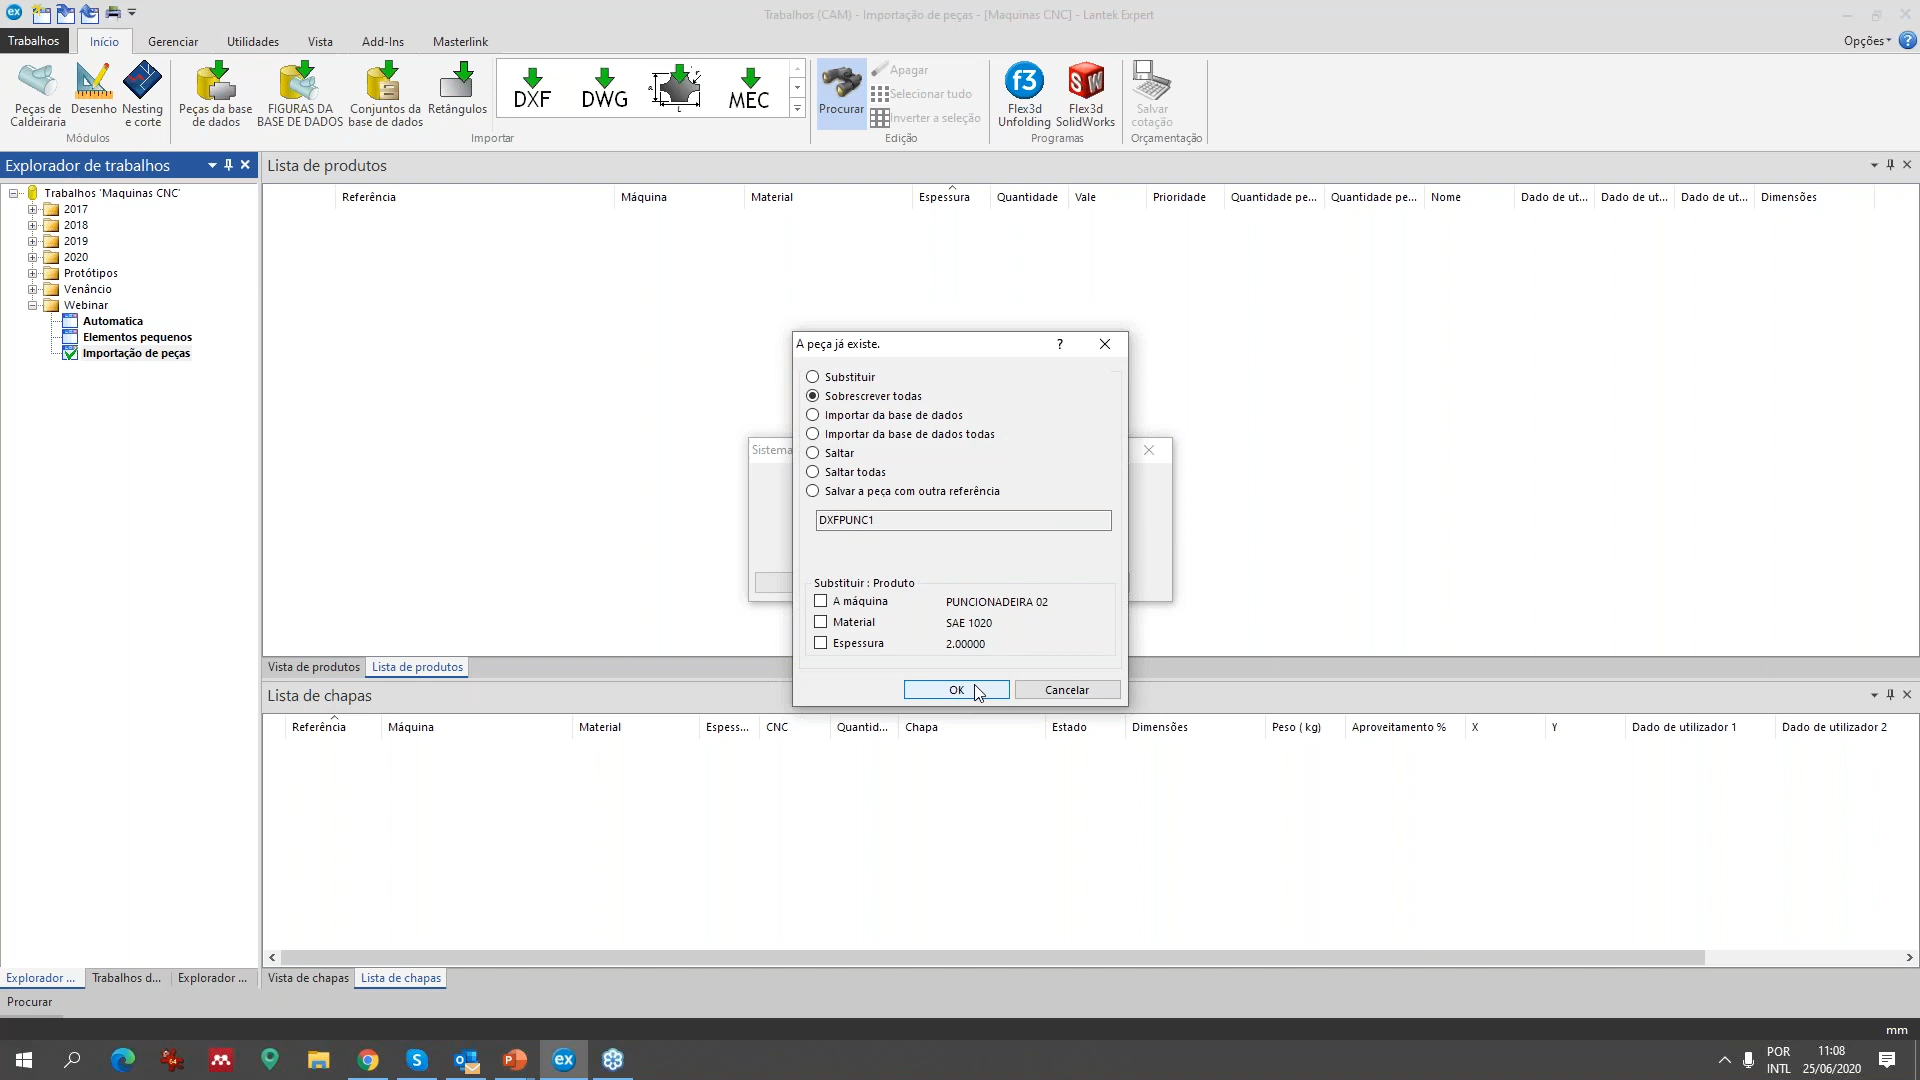 Trabalhos (CAM) - Importação de peças - [Maquinas CNC] - Lantek Expert
Trabalhos Início Gerenciar Utilidades Vista Add-Ins Masterlink Opções
Peças de Caldeiraria
Desenho
Nesting e corte
Módulos
Peças da base de dados
FIGURAS DA BASE DE DADOS
Conjuntos da base de dados
Retângulos
DXF
DWG
MEC
Importar
Procurar
Apagar
Selecionar tudo
Inverter a seleção
Edição
Flex3d Unfolding
Flex3d SolidWorks
Programas
Salvar cotação
Orçamentação
Explorador de trabalhos
Trabalhos 'Maquinas CNC'
2017
2018
2019
2020
Protótipos
Venâncio
Webinar
Automatica
Elementos pequenos
Importação de peças
Lista de produtos
Referência Máquina Material Espessura Quantidade Vale Prioridade Quantidade pe... Quantidade pe... Nome Dado de ut... Dado de ut... Dado de ut... Dimensões
Sistema
A peça já existe. ?
Substituir
Sobrescrever todas
Importar da base de dados
Importar da base de dados todas
Saltar
Saltar todas
Salvar a peça com outra referência
DXFPUNC1
Substituir : Produto
A máquina PUNCIONADEIRA 02
Material SAE 1020
Espessura 2.00000
OK Cancelar
Vista de produtos Lista de produtos
Lista de chapas
Referência Máquina Material Espess... CNC Quantid... Chapa Estado Dimensões Peso ( kg) Aproveitamento % X Y Dado de utilizador 1 Dado de utilizador 2
Explorador ... Trabalhos d... Explorador ... Vista de chapas Lista de chapas
Procurar
mm
POR
INTL
11:08
25/06/2020